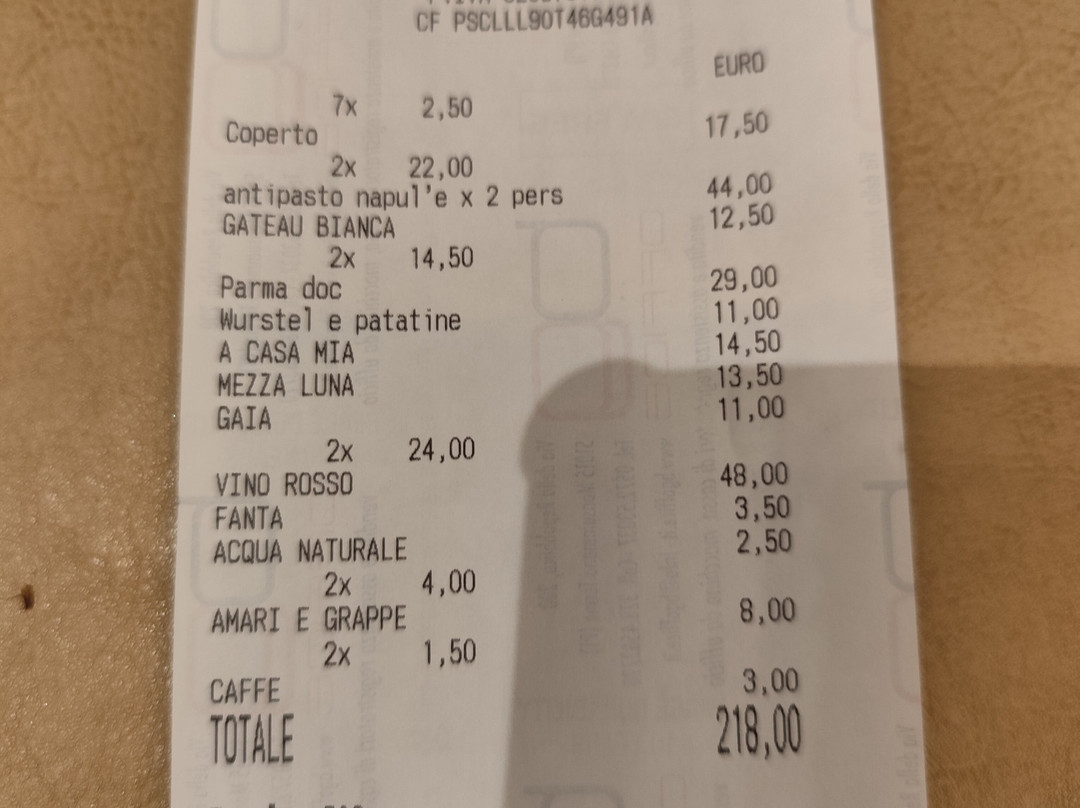 CF PSCLLL90T46G491A
EURO
7x 2,50
Coperto 17,50
2x 22,00
antipasto napul'e x 2 pers 44,00
GATEAU BIANCA 12,50
2x 14,50
Parma doc 29,00
Wurstel e patatine 11,00
A CASA MIA 14,50
MEZZA LUNA 13,50
GAIA 11,00
2x 24,00
VINO ROSSO 48,00
FANTA 3,50
ACQUA NATURALE 2,50
2x 4,00
AMARI E GRAPPE 8,00
2x 1,50
CAFFE 3,00
TOTALE 218,00